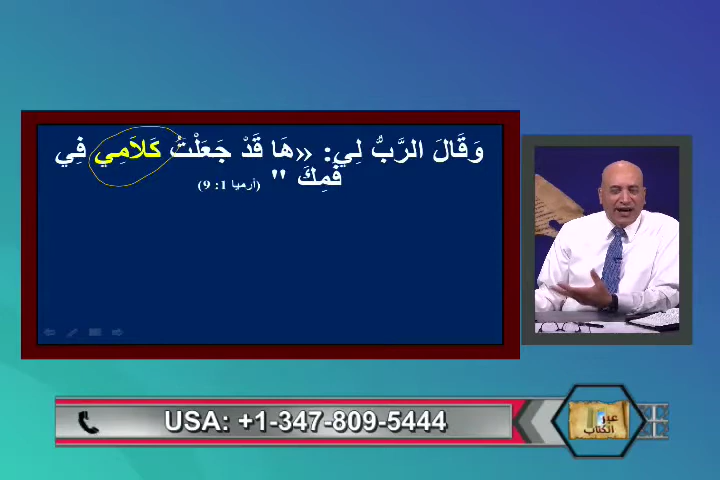 وَقَالَ الرَّبُّ لِي: «هَا قَدْ جَعَلْتُ كَلاَمِي فِي
فَمِكَ " (أرميا 1: 9)
USA: +1-347-809-5444
عبر
الكتاب